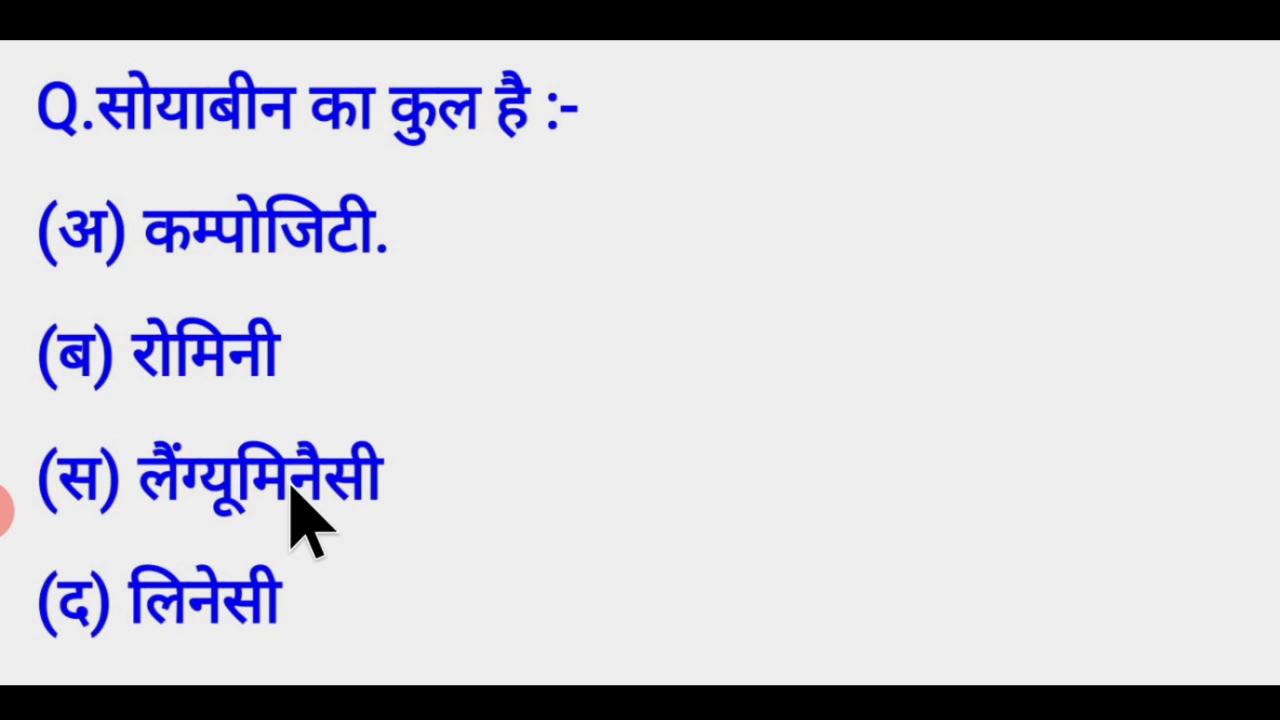 Q.सोयाबीन का कुल है :-
(अ) कम्पोजिटी.
(ब) रोमिनी
(स) लैंग्यूमिनैसी
(द) लिनेसी